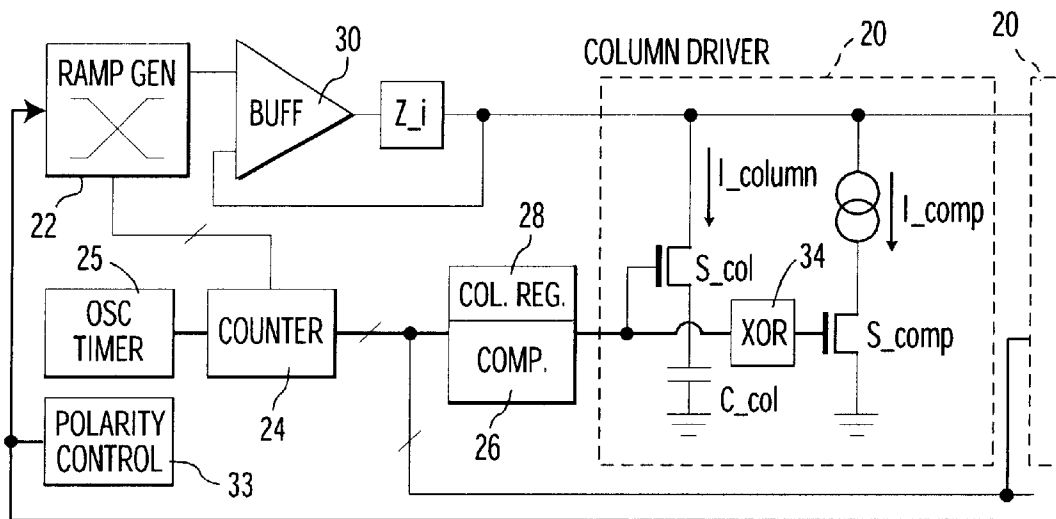 20
20
30
COLUMN DRIVER
RAMP GEN
BUFF
Z_i
I_column
I_comp
22
28
34
25
S_col
COL. REG.
OSC
TIMER
COUNTER
XOR
S_comp
COMP.
C_col
24
26
POLARITY
CONTROL
33